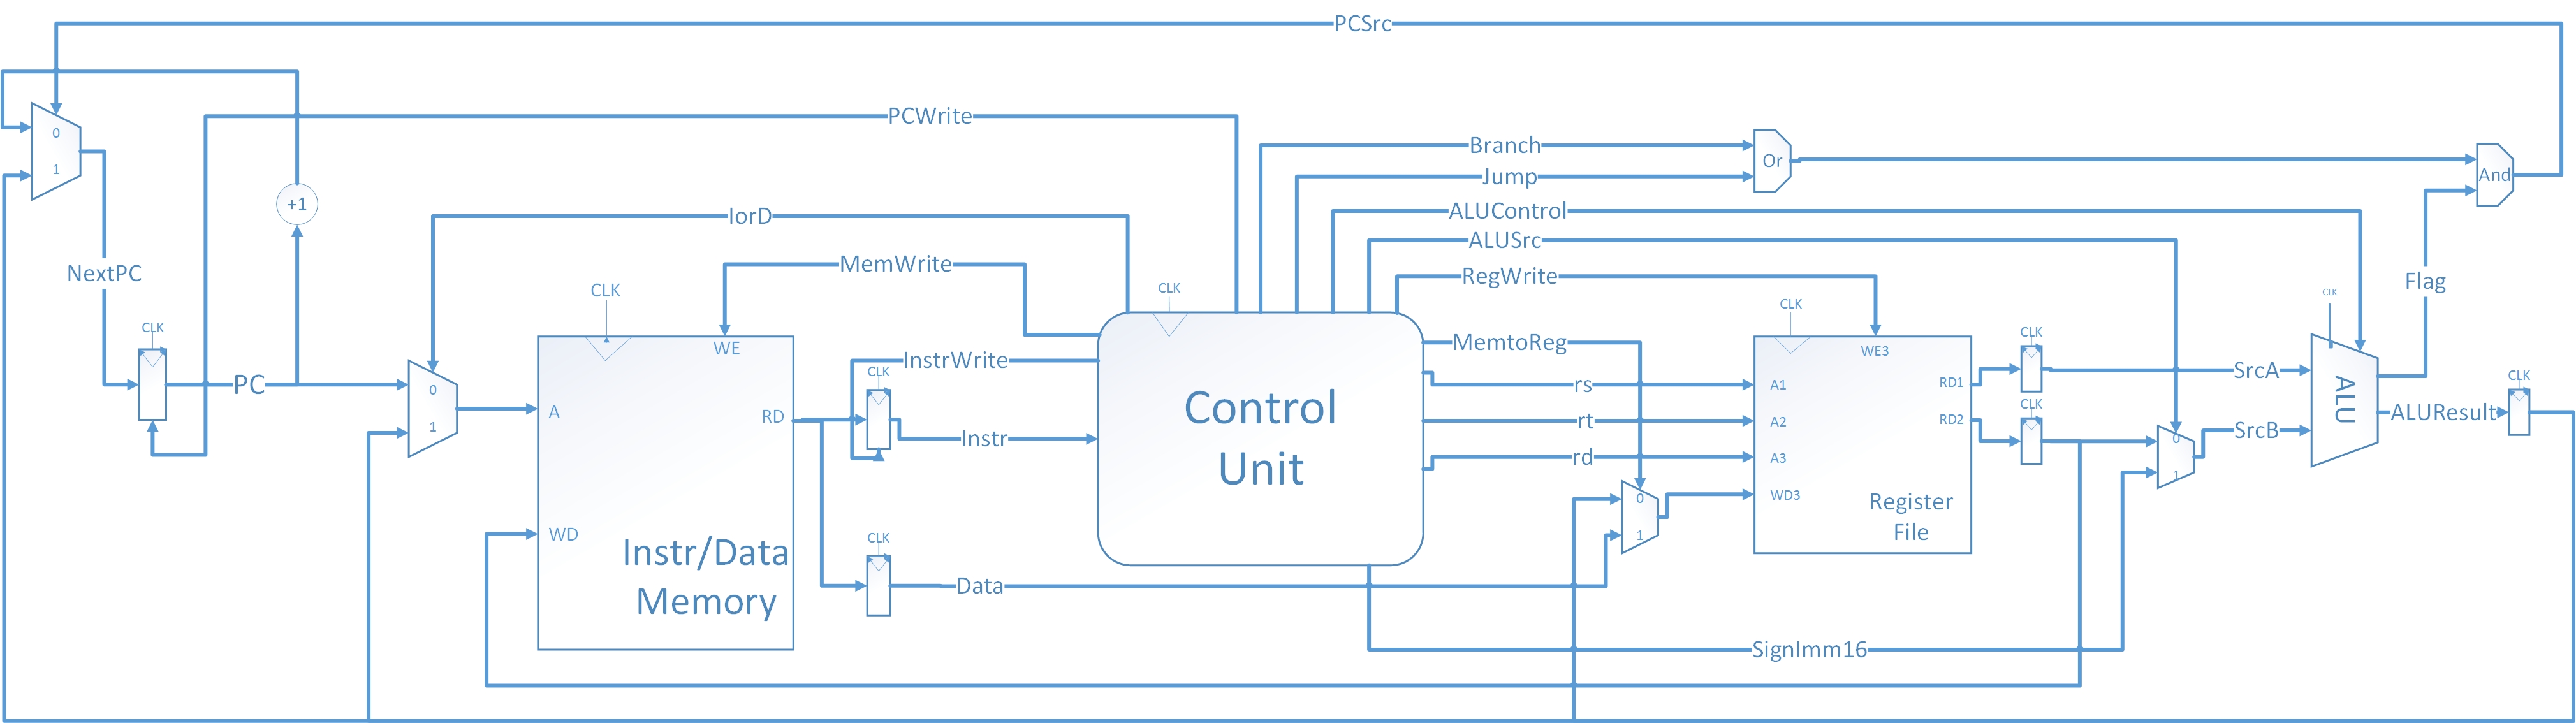 PCSrc
0
1
PCWrite
Branch
Jump
Or
And
+1
IorD
ALUControl
ALUSrc
MemWrite
RegWrite
NextPC
Flag
CLK
CLK
CLK
CLK
CLK
WE
InstrWrite
CLK
MemtoReg
WE3
CLK
CLK
PC
0
1
A
RD
Instr
Control
Unit
rs
rt
rd
A1
A2
A3
WD3
RD1
RD2
CLK
SrcA
SrcB
0
1
ALU
ALUResult
0
1
Register
File
WD
Instr/Data
Memory
CLK
Data
SignImm16